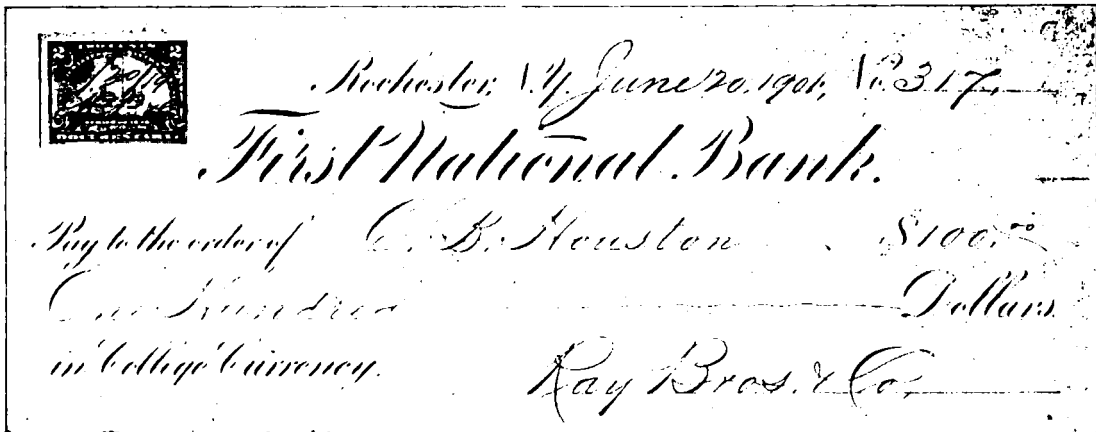 Rochester, N.Y. June 20. 1901, No. 317.
First National Bank.
Pay to the order of C. B. Houston $100.00
One Hundred Dollars
in College Currency.
Ray Bros. & Co.